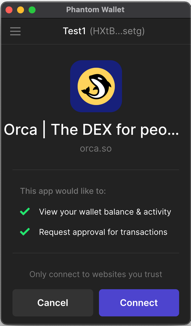 Phantom Wallet
Test1 (HXtB...setg)
Orca | The DEX for peo...
orca.so
This app would like to:
View your wallet balance & activity
Request approval for transactions
Only connect to websites you trust
Cancel
Connect